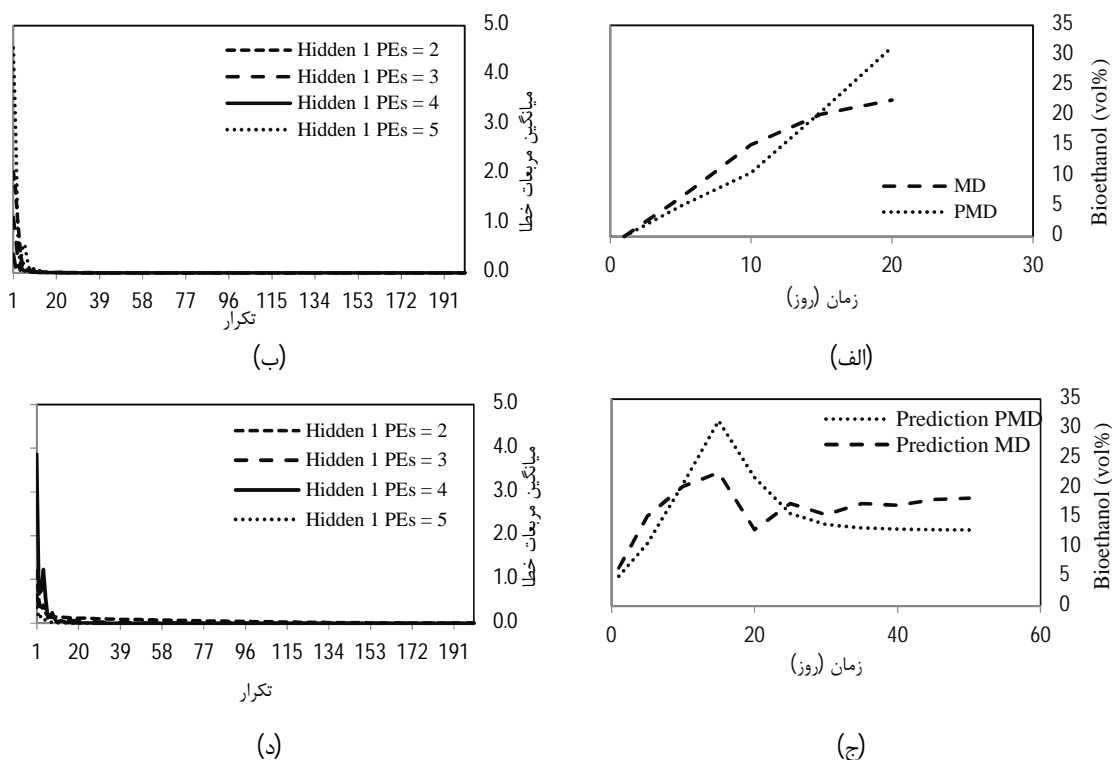 5.0
4.0
3.0
2.0
1.0
0.0
میانگین مربعات خطا
Hidden 1 PEs = 2
Hidden 1 PEs = 3
Hidden 1 PEs = 4
Hidden 1 PEs = 5
1 20 39 58 77 96 115 134 153 172 191
تکرار
(ب)
35
30
25
20
15
10
5
0
Bioethanol (vol%)
MD
PMD
0 10 20 30
زمان (روز)
(الف)
5.0
4.0
3.0
2.0
1.0
0.0
میانگین مربعات خطا
Hidden 1 PEs = 2
Hidden 1 PEs = 3
Hidden 1 PEs = 4
Hidden 1 PEs = 5
1 20 39 58 77 96 115 134 153 172 191
تکرار
(د)
35
30
25
20
15
10
5
0
Bioethanol (vol%)
Prediction PMD
Prediction MD
0 20 40 60
زمان (روز)
(ج)